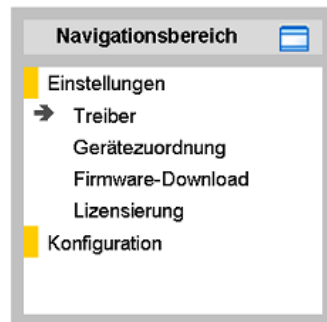 Navigationsbereich
Einstellungen
Treiber
Gerätezuordnung
Firmware-Download
Lizensierung
Konfiguration